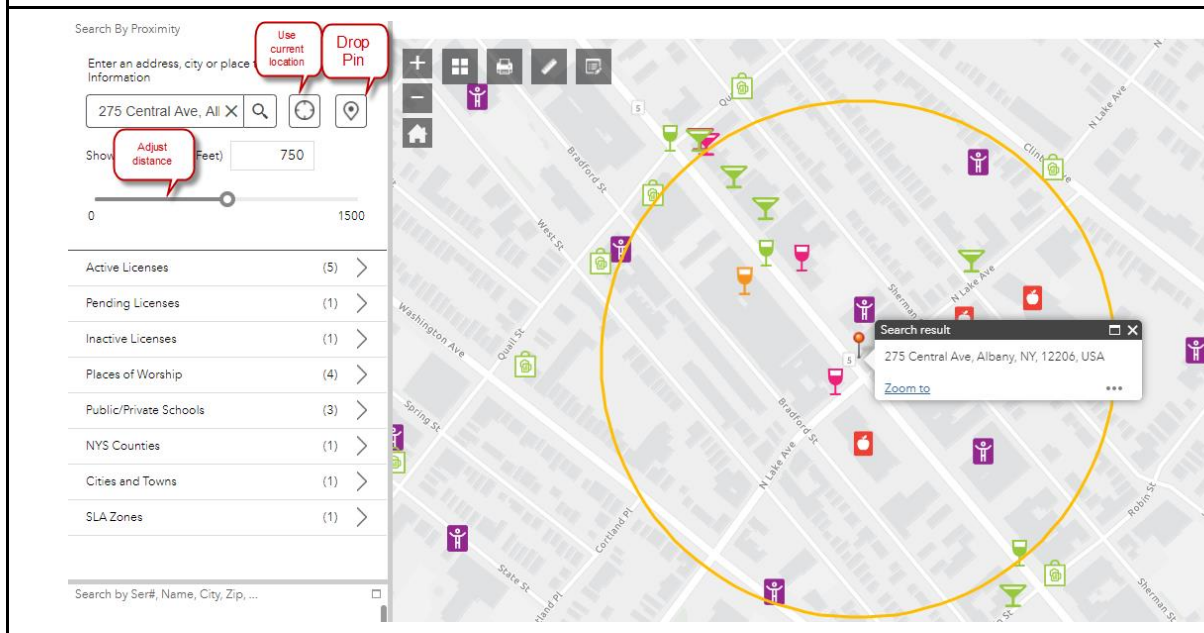 Search By Proximity
Use
current
location
Drop
Pin
Enter an address, city or place
Information
275 Central Ave, Al
Adjust
distance
Show
Feet)
750
0
1500
Active Licenses
(5)
Pending Licenses
(1)
Inactive Licenses
(1)
Places of Worship
(4)
Public/Private Schools
(3)
NYS Counties
(1)
Cities and Towns
(1)
SLA Zones
(1)
Search by Ser#, Name, City, Zip, ...
5
N Lake Ave
Bradford St
West St
Washington Ave
Quail St
Spring St
N Lake Ave
5
Search result
275 Central Ave, Albany, NY, 12206, USA
Zoom to
Bradford St
N Lake Ave
Cortland Pl
State St
Robin St
Sherman St